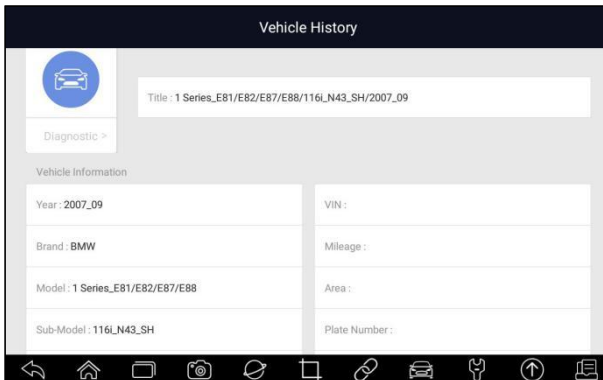 Vehicle History
Title : 1 Series_E81/E82/E87/E88/116i_N43_SH/2007_09
Diagnostic >
Vehicle Information
Year : 2007_09
VIN :
Brand : BMW
Mileage :
Model : 1 Series_E81/E82/E87/E88
Area :
Sub-Model : 116i_N43_SH
Plate Number :